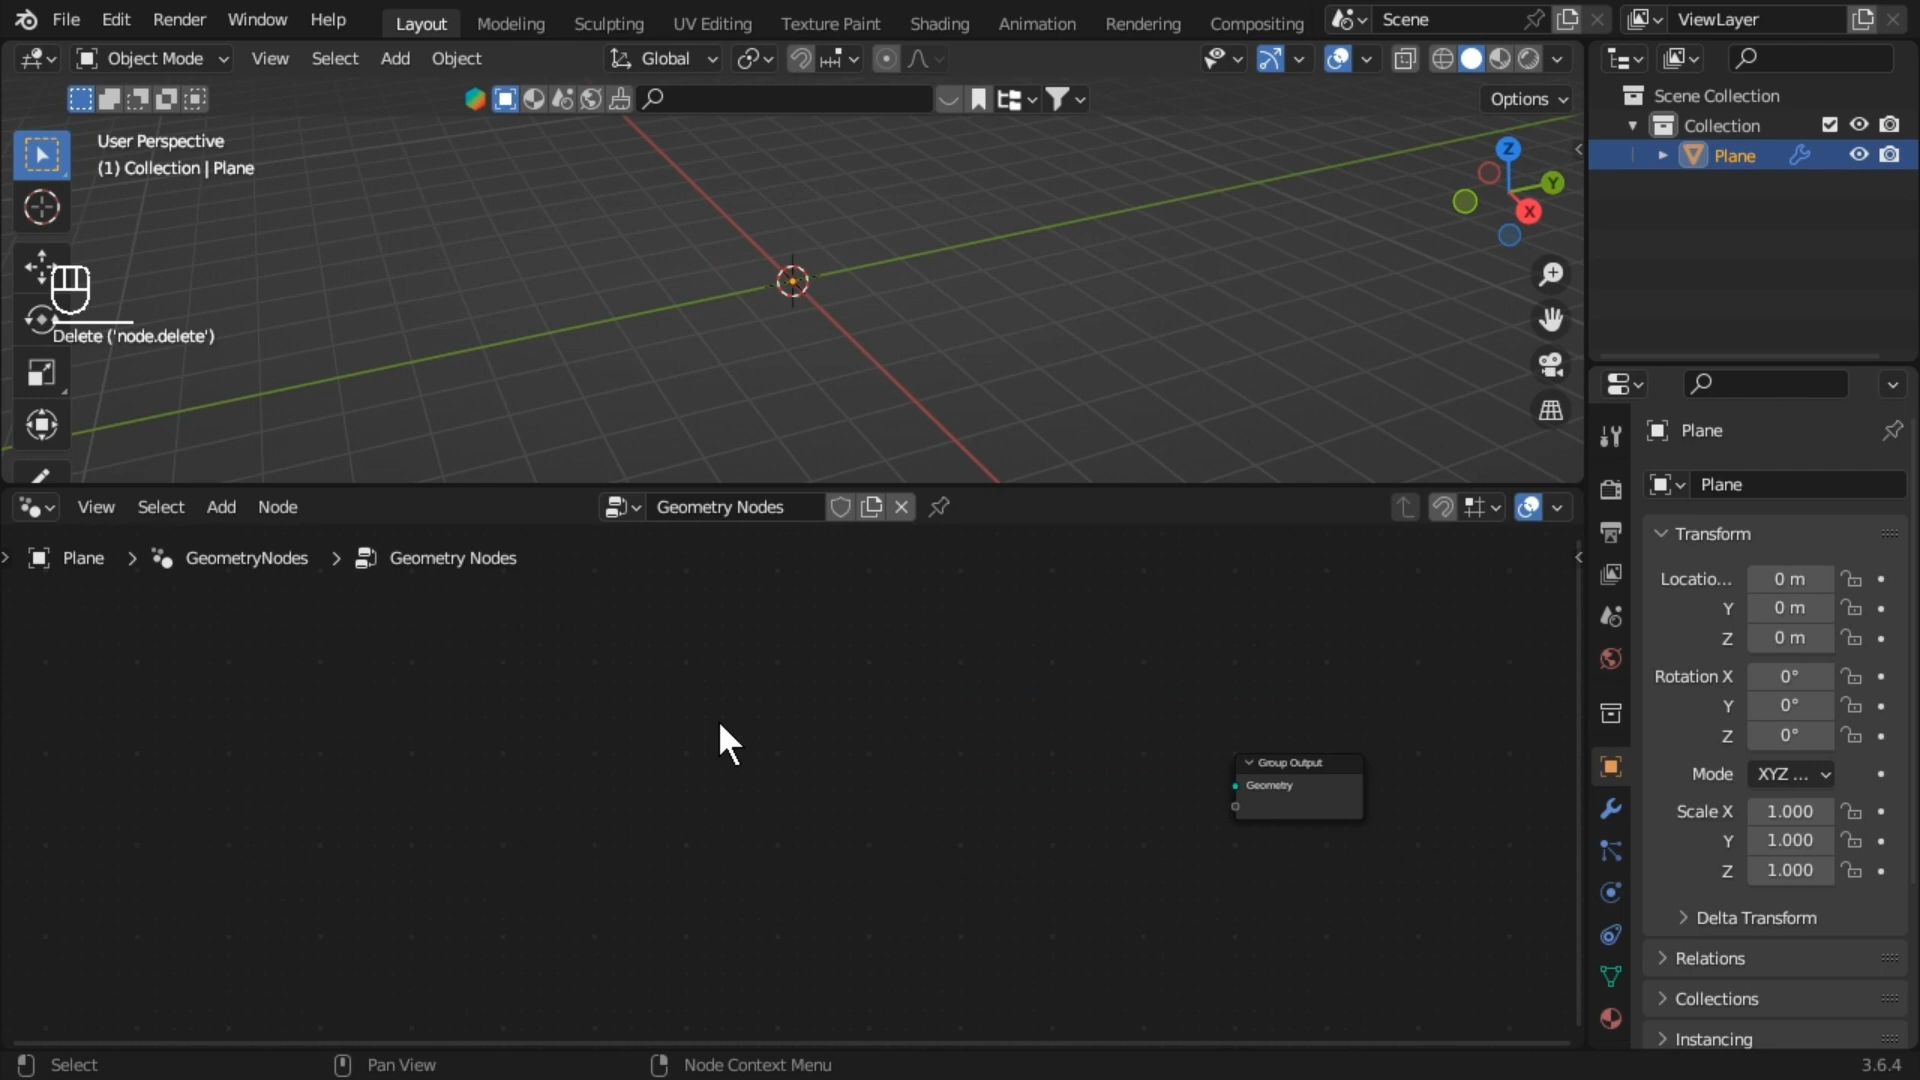 File Edit Render Window Help Layout Modeling Sculpting UV Editing Texture Paint Shading Animation Rendering Compositing Scene ViewLayer
Object Mode View Select Add Object Global
Options
User Perspective
(1) Collection | Plane
Z
Y
X
Delete ('node.delete')
Scene Collection
Collection
Plane
Plane
Plane
Transform
Locatio... 0 m
Y 0 m
Z 0 m
Rotation X 0°
Y 0°
Z 0°
Mode XYZ ...
Scale X 1.000
Y 1.000
Z 1.000
Delta Transform
Relations
Collections
Instancing
View Select Add Node Geometry Nodes
Plane > GeometryNodes > Geometry Nodes
Group Output
Geometry
Select Pan View Node Context Menu 3.6.4